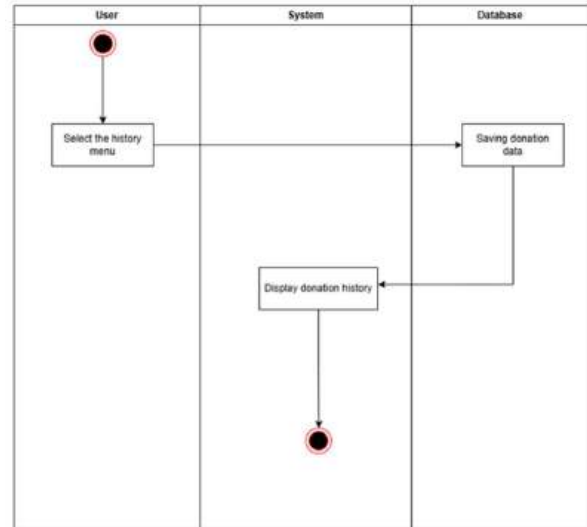 User
System
Database
Select the history
menu
Saving donation
data
Display donation history